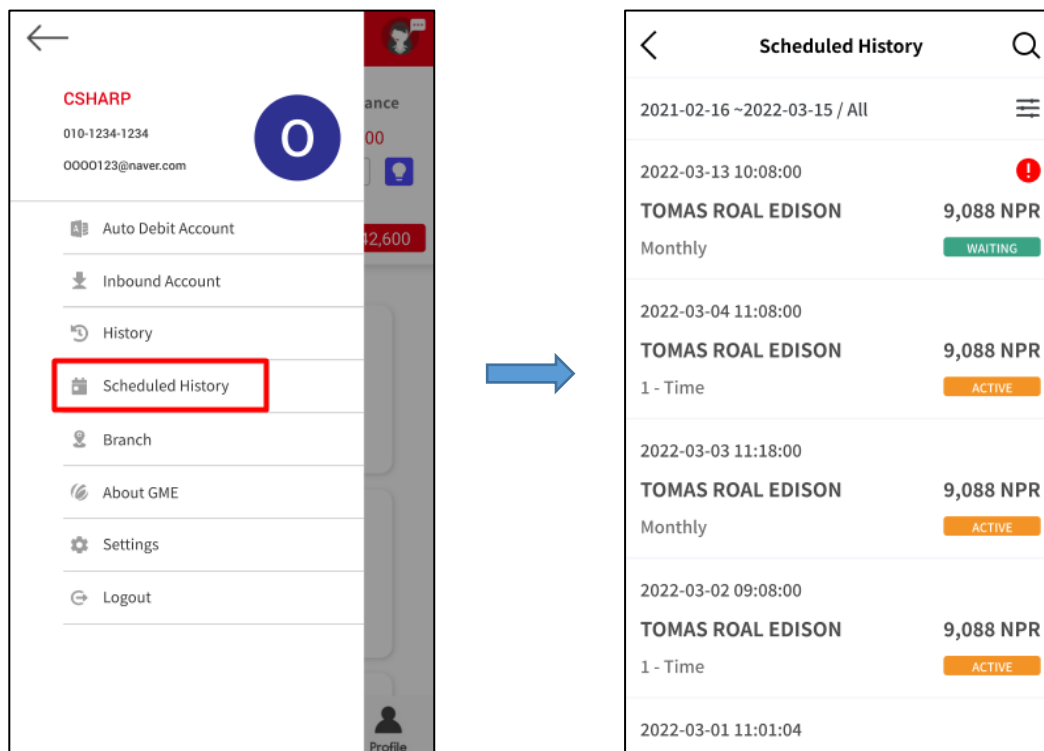 CSHARP
010-1234-1234
OOOO123@naver.com
O
ance
00
42,600
Auto Debit Account
Inbound Account
History
Scheduled History
Branch
About GME
Settings
Logout
Profile
Scheduled History
2021-02-16 ~2022-03-15 / All
2022-03-13 10:08:00
TOMAS ROAL EDISON 9,088 NPR
Monthly WAITING
2022-03-04 11:08:00
TOMAS ROAL EDISON 9,088 NPR
1 - Time ACTIVE
2022-03-03 11:18:00
TOMAS ROAL EDISON 9,088 NPR
Monthly ACTIVE
2022-03-02 09:08:00
TOMAS ROAL EDISON 9,088 NPR
1 - Time ACTIVE
2022-03-01 11:01:04